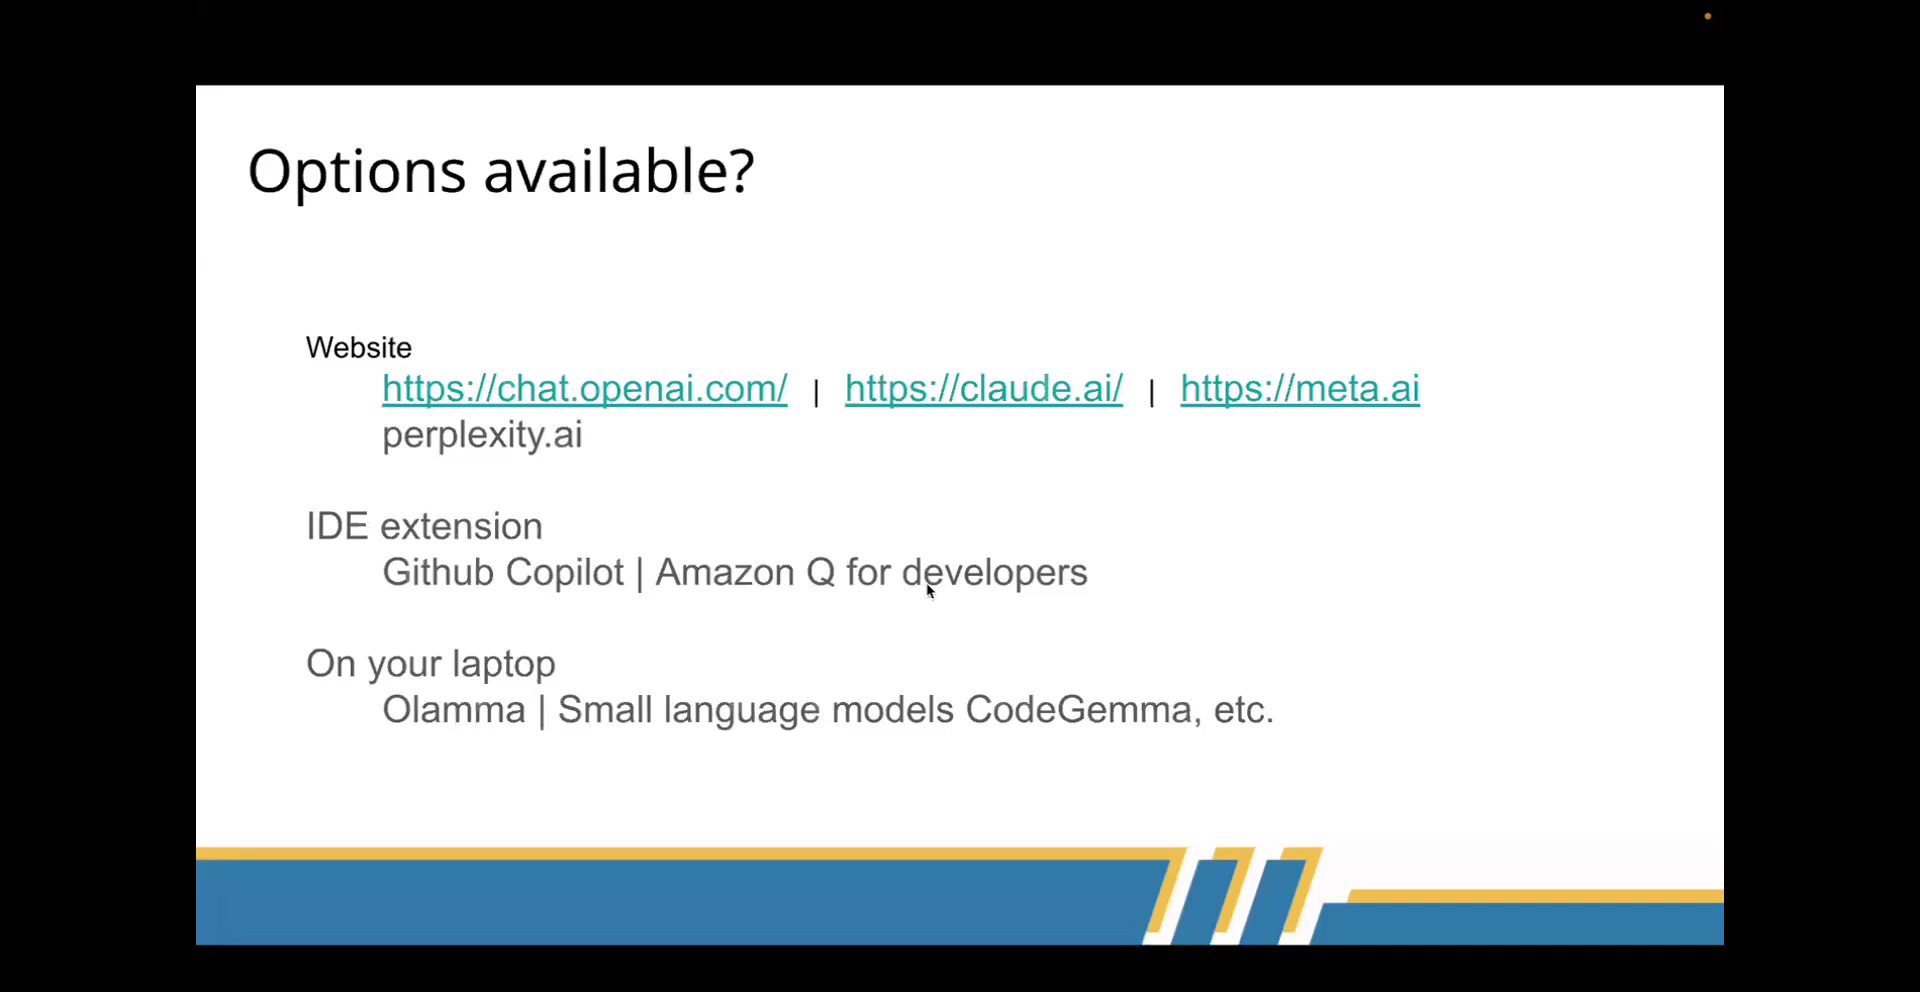 Options available?
Website
https://chat.openai.com/ | https://claude.ai/ | https://meta.ai
perplexity.ai
IDE extension
Github Copilot | Amazon Q for developers
On your laptop
Olamma | Small language models CodeGemma, etc.